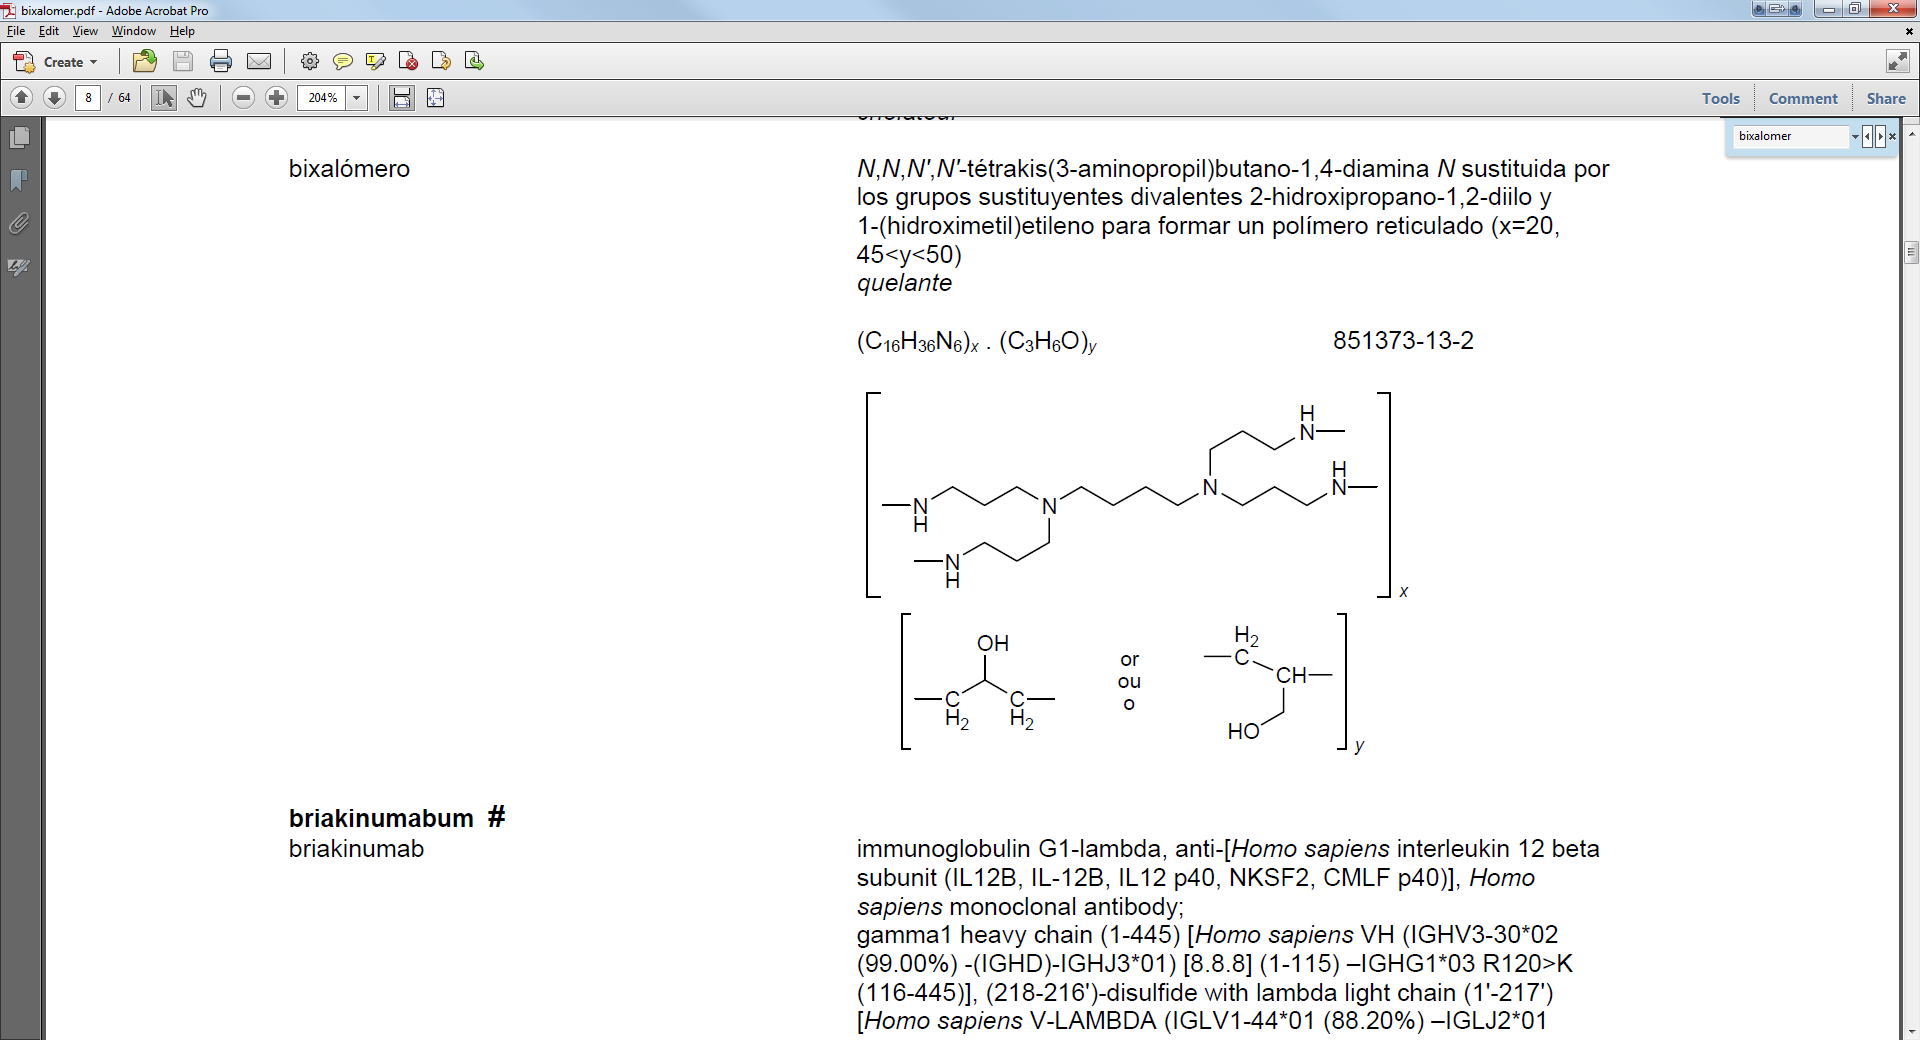 bixalomer.pdf - Adobe Acrobat Pro
File Edit View Window Help
Create
8 / 64 204% Tools Comment Share
bixalomer
bixalómero
N,N,N',N'-tétrakis(3-aminopropil)butano-1,4-diamina N sustituida por
los grupos sustituyentes divalentes 2-hidroxipropano-1,2-diilo y
1-(hidroximetil)etileno para formar un polímero reticulado (x=20,
45<y<50)
quelante
(C16H36N6)x . (C3H6O)y 851373-13-2
H
N
H
N
N
N
N
H
N
H
x
OH
C
H2
C
H2
or
ou
o
H2
C
CH
HO
y
briakinumabum #
briakinumab
immunoglobulin G1-lambda, anti-[Homo sapiens interleukin 12 beta
subunit (IL12B, IL-12B, IL12 p40, NKSF2, CMLF p40)], Homo
sapiens monoclonal antibody;
gamma1 heavy chain (1-445) [Homo sapiens VH (IGHV3-30*02
(99.00%) -(IGHD)-IGHJ3*01) [8.8.8] (1-115) –IGHG1*03 R120>K
(116-445)], (218-216')-disulfide with lambda light chain (1'-217')
[Homo sapiens V-LAMBDA (IGLV1-44*01 (88.20%) –IGLJ2*01